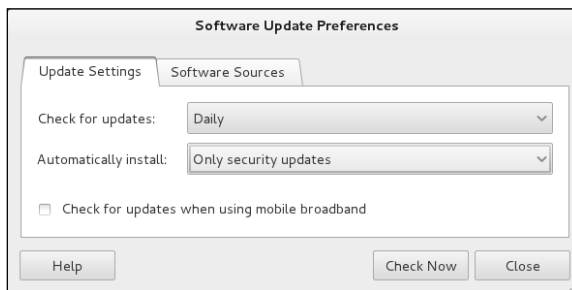 Software Update Preferences
Update Settings
Software Sources
Check for updates:
Daily
Automatically install:
Only security updates
Check for updates when using mobile broadband
Help
Check Now
Close